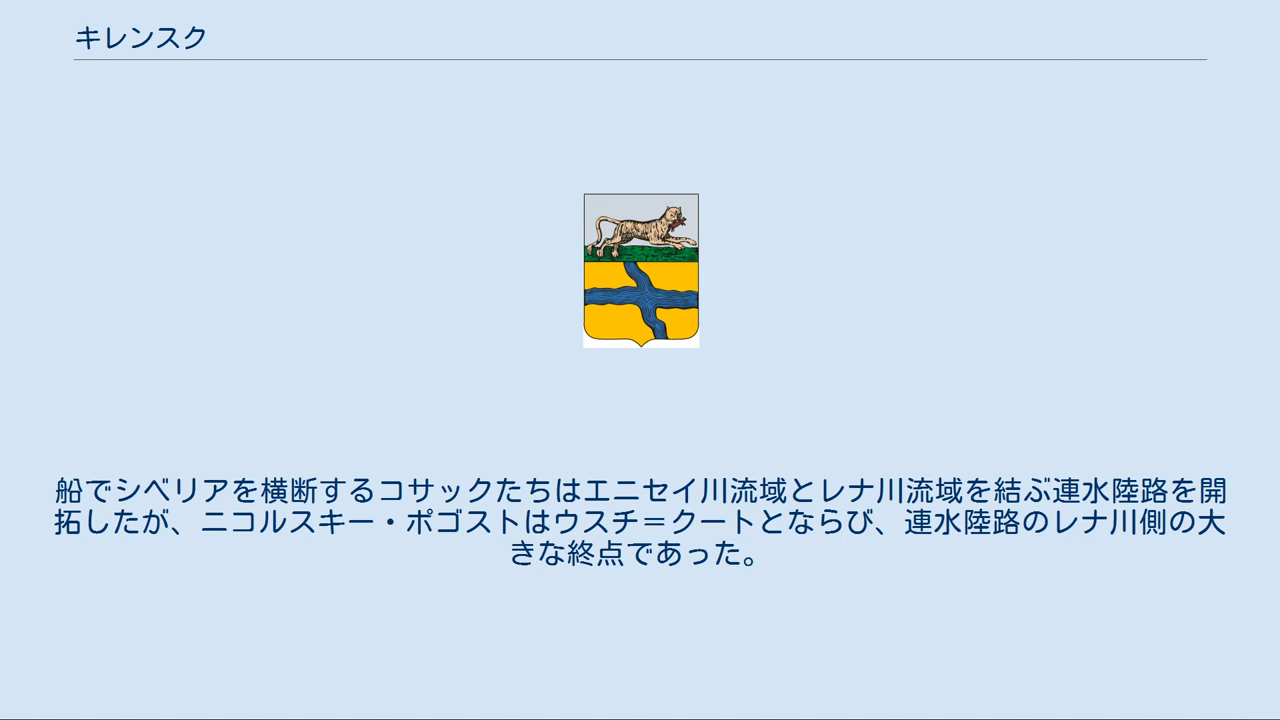 キレンスク
船でシベリアを横断するコサックたちはエニセイ川流域とレナ川流域を結ぶ連水陸路を開
拓したが、ニコルスキー・ポゴストはウスチ＝クートとならび、連水陸路のレナ川側の大
きな終点であった。